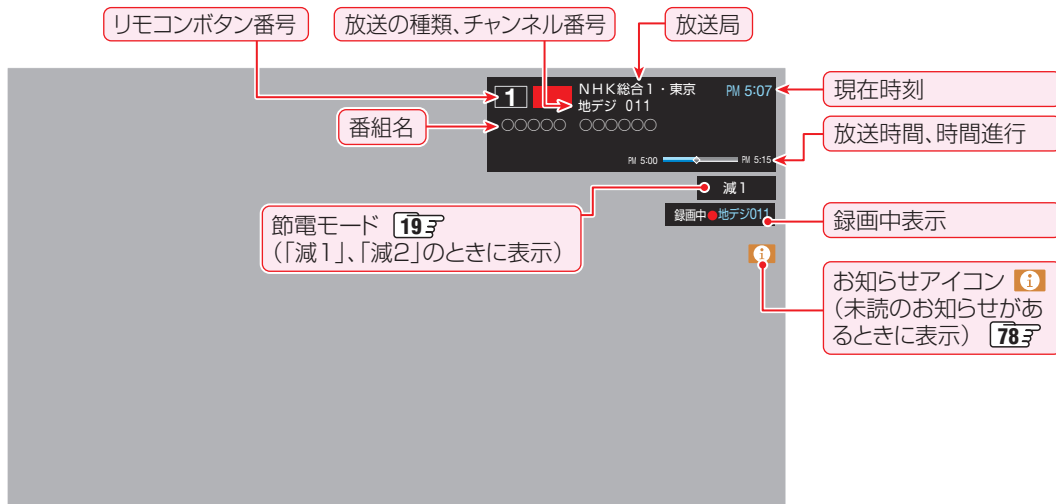 リモコンボタン番号
放送の種類、チャンネル番号
放送局
1
NHK総合1・東京
PM 5:07
地デジ 011
現在時刻
番組名
○○○○○ ○○○○○○
放送時間、時間進行
PM 5:00
PM 5:15
減1
節電モード 19
(「減1」、「減2」のときに表示)
録画中●地デジ011
録画中表示
お知らせアイコン
(未読のお知らせがあ
るときに表示) 78